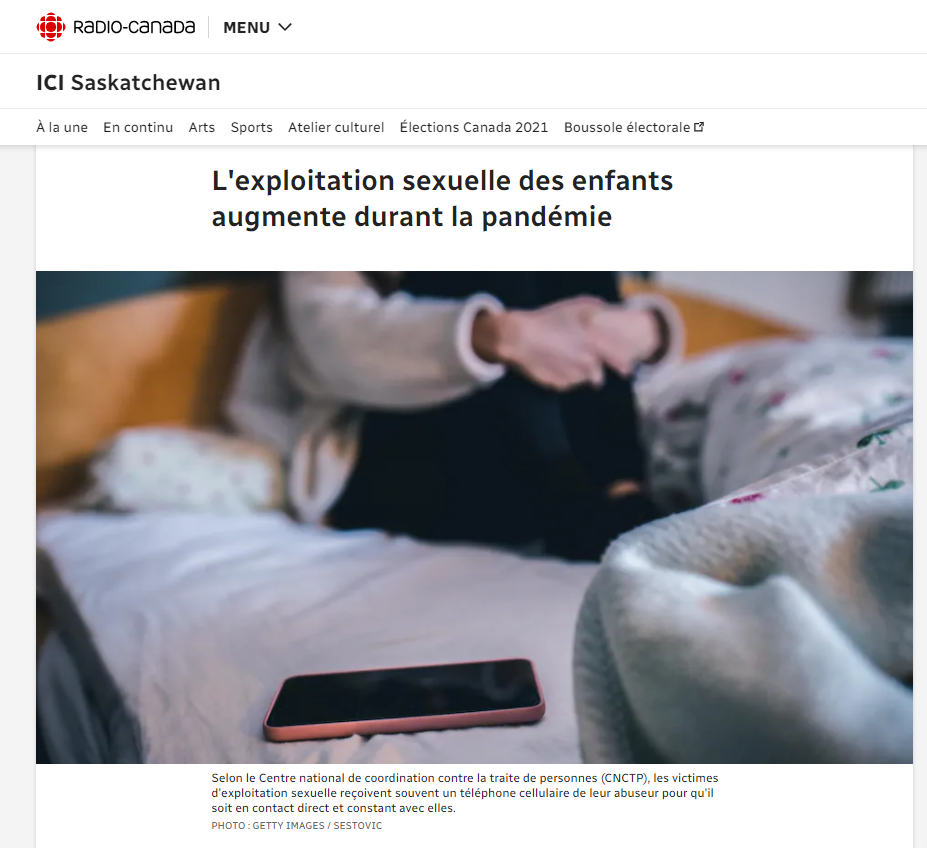 RADIO-CANADA MENU
ICI Saskatchewan
À la une En continu Arts Sports Atelier culturel Élections Canada 2021 Boussole électorale
L'exploitation sexuelle des enfants
augmente durant la pandémie
Selon le Centre national de coordination contre la traite de personnes (CNCTP), les victimes
d'exploitation sexuelle reçoivent souvent un téléphone cellulaire de leur abuseur pour qu'il
soit en contact direct et constant avec elles.
PHOTO : GETTY IMAGES / SESTOVIC